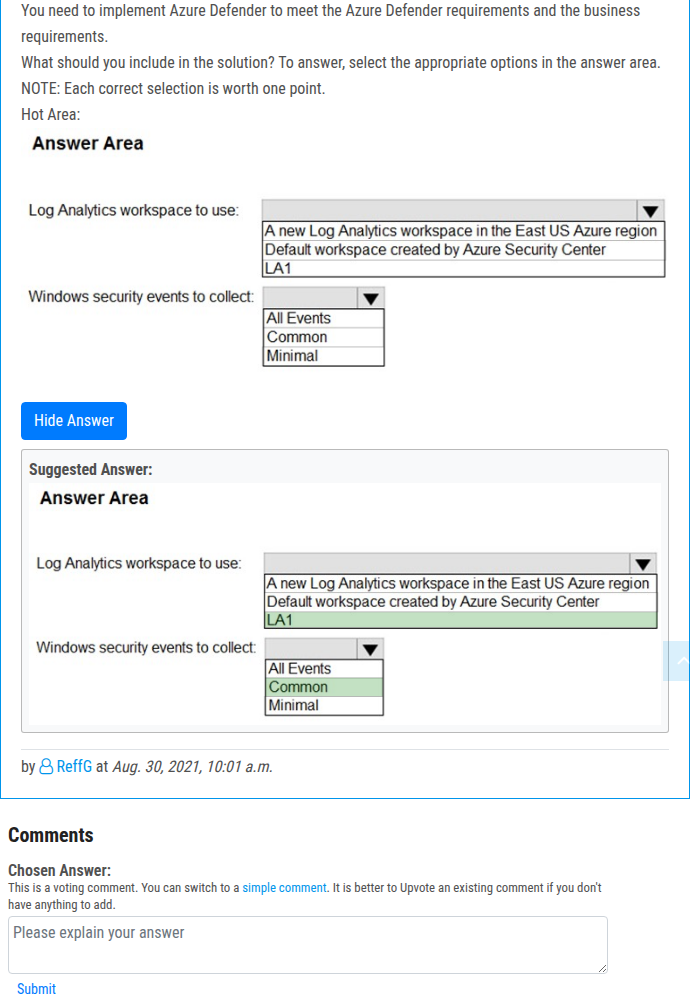 You need to implement Azure Defender to meet the Azure Defender requirements and the business
requirements.
What should you include in the solution? To answer, select the appropriate options in the answer area.
NOTE: Each correct selection is worth one point.
Hot Area:
Answer Area
Log Analytics workspace to use:
A new Log Analytics workspace in the East US Azure region
Default workspace created by Azure Security Center
LA1
Windows security events to collect:
All Events
Common
Minimal
Hide Answer
Suggested Answer:
Answer Area
Log Analytics workspace to use:
A new Log Analytics workspace in the East US Azure region
Default workspace created by Azure Security Center
LA1
Windows security events to collect:
All Events
Common
Minimal
by ReffG at Aug. 30, 2021, 10:01 a.m.
Comments
Chosen Answer:
This is a voting comment. You can switch to a simple comment. It is better to Upvote an existing comment if you don't
have anything to add.
Please explain your answer
Submit